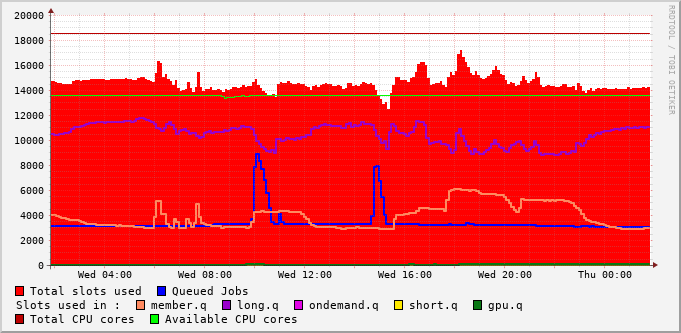 20000
18000
16000
14000
12000
10000
8000
6000
4000
2000
0
Wed 04:00 Wed 08:00 Wed 12:00 Wed 16:00 Wed 20:00 Thu 00:00
Total slots used Queued Jobs
Slots used in : member.q long.q ondemand.q short.q gpu.q
Total CPU cores Available CPU cores
RRDTOOL / TOBI OETIKER